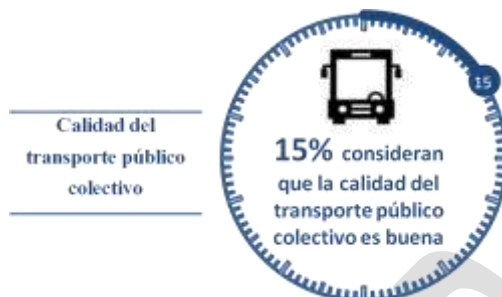 Calidad del
transporte público
colectivo
15
15% consideran
que la calidad del
transporte público
colectivo es buena